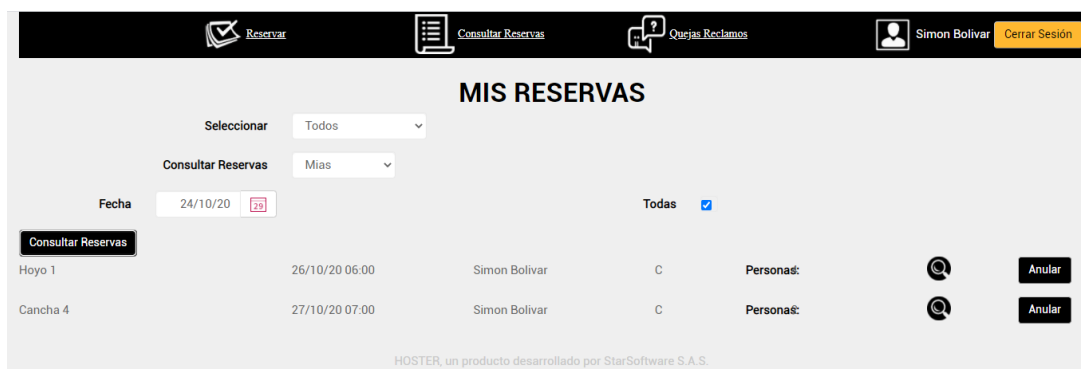 Reservar Consultar Reservas Quejas Reclamos Simon Bolivar Cerrar Sesión
MIS RESERVAS
Seleccionar Todos
Consultar Reservas Mias
Fecha 24/10/20 29 Todas
Consultar Reservas
Hoyo 1 26/10/20 06:00 Simon Bolivar C Personas: Anular
Cancha 4 27/10/20 07:00 Simon Bolivar C Personas: Anular
HOSTER, un producto desarrollado por StarSoftware S.A.S.